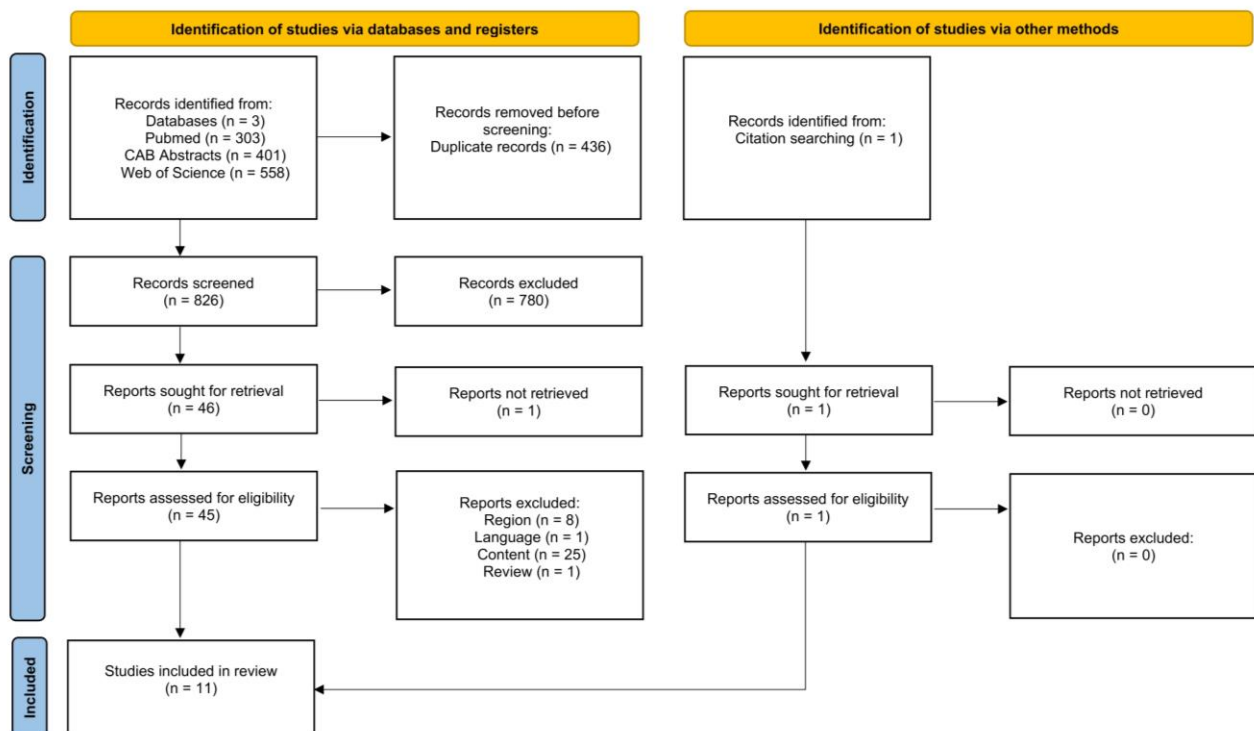 Identification of studies via databases and registers
Identification of studies via other methods
Identification
Records identified from:
Databases (n = 3)
Pubmed (n = 303)
CAB Abstracts (n = 401)
Web of Science (n = 558)
Records removed before
screening:
Duplicate records (n = 436)
Records identified from:
Citation searching (n = 1)
Screening
Records screened
(n = 826)
Records excluded
(n = 780)
Reports sought for retrieval
(n = 46)
Reports not retrieved
(n = 1)
Reports sought for retrieval
(n = 1)
Reports not retrieved
(n = 0)
Reports assessed for eligibility
(n = 45)
Reports excluded:
Region (n = 8)
Language (n = 1)
Content (n = 25)
Review (n = 1)
Reports assessed for eligibility
(n = 1)
Reports excluded:
(n = 0)
Included
Studies included in review
(n = 11)